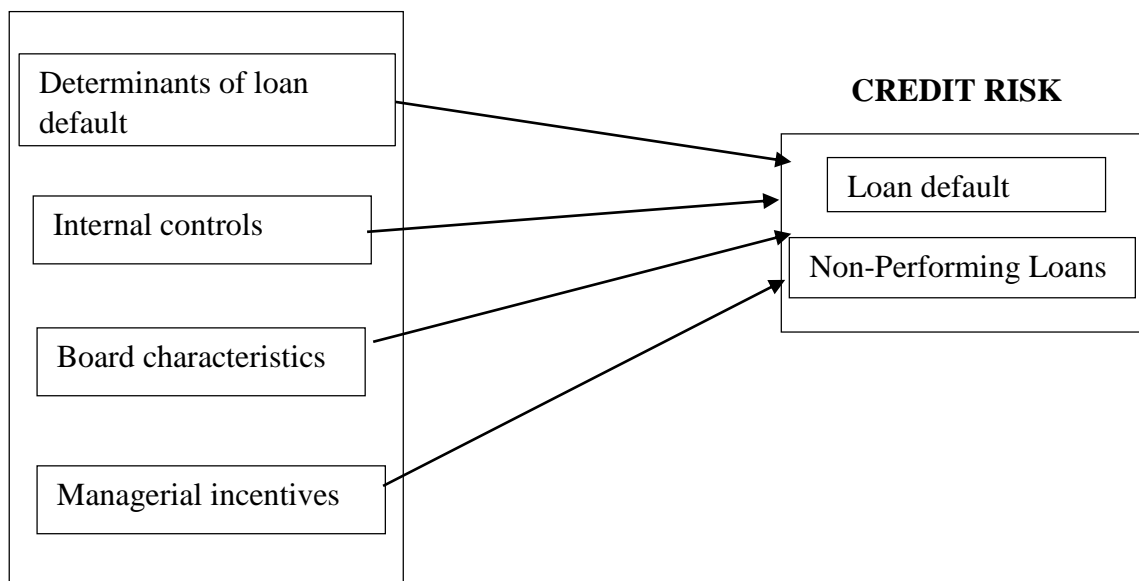 Determinants of loan
default
Internal controls
Board characteristics
Managerial incentives
CREDIT RISK
Loan default
Non-Performing Loans